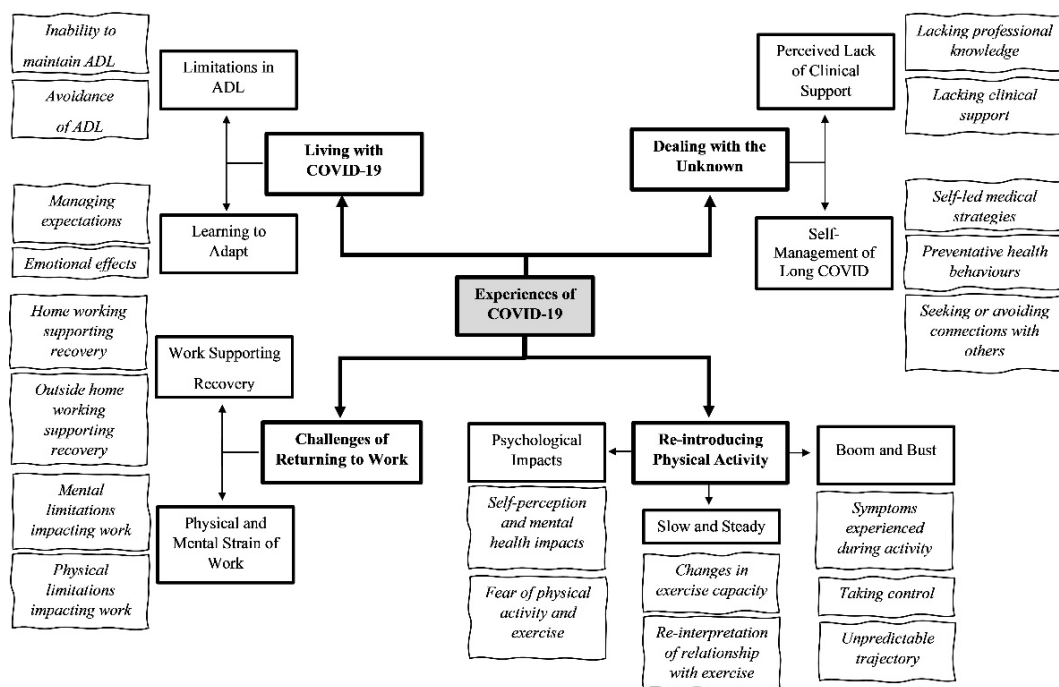 Inability to
maintain ADL
Avoidance
of ADL
Limitations in
ADL
Living with
COVID-19
Managing
expectations
Emotional effects
Learning to
Adapt
Perceived Lack
of Clinical
Support
Lacking professional
knowledge
Lacking clinical
support
Dealing with the
Unknown
Self-
Management of
Long COVID
Self-led medical
strategies
Preventative health
behaviours
Seeking or avoiding
connections with
others
Experiences of
COVID-19
Home working
supporting
recovery
Outside home
working
supporting
recovery
Work Supporting
Recovery
Challenges of
Returning to Work
Mental
limitations
impacting work
Physical
limitations
impacting work
Physical and
Mental Strain of
Work
Psychological
Impacts
Self-perception
and mental
health impacts
Fear of physical
activity and
exercise
Re-introducing
Physical Activity
Slow and Steady
Changes in
exercise capacity
Re-interpretation
of relationship
with exercise
Boom and Bust
Symptoms
experienced
during activity
Taking control
Unpredictable
trajectory